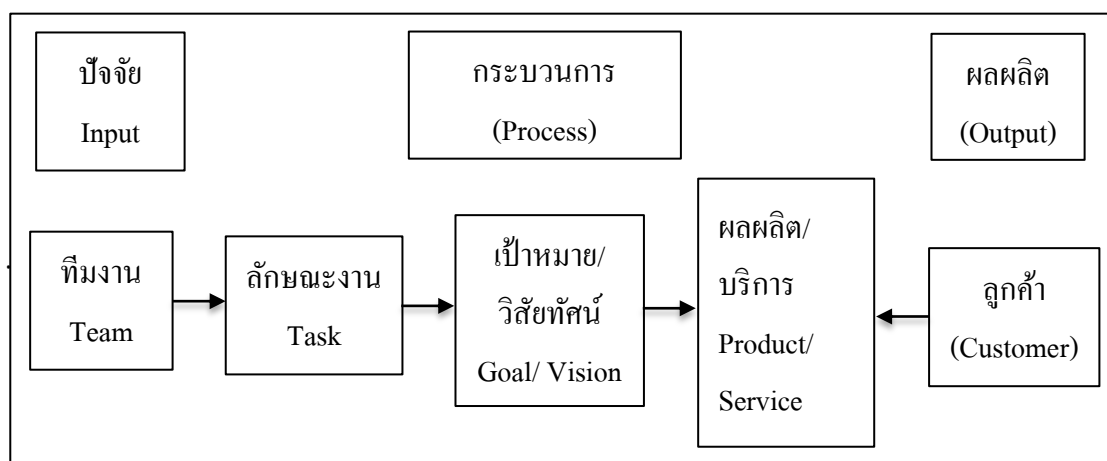 ปัจจัย
Input
กระบวนการ
(Process)
ผลผลิต
(Output)
ทีมงาน
Team
ลักษณะงาน
Task
เป้าหมาย/
วิสัยทัศน์
Goal/ Vision
ผลผลิต/
บริการ
Product/
Service
ลูกค้า
(Customer)